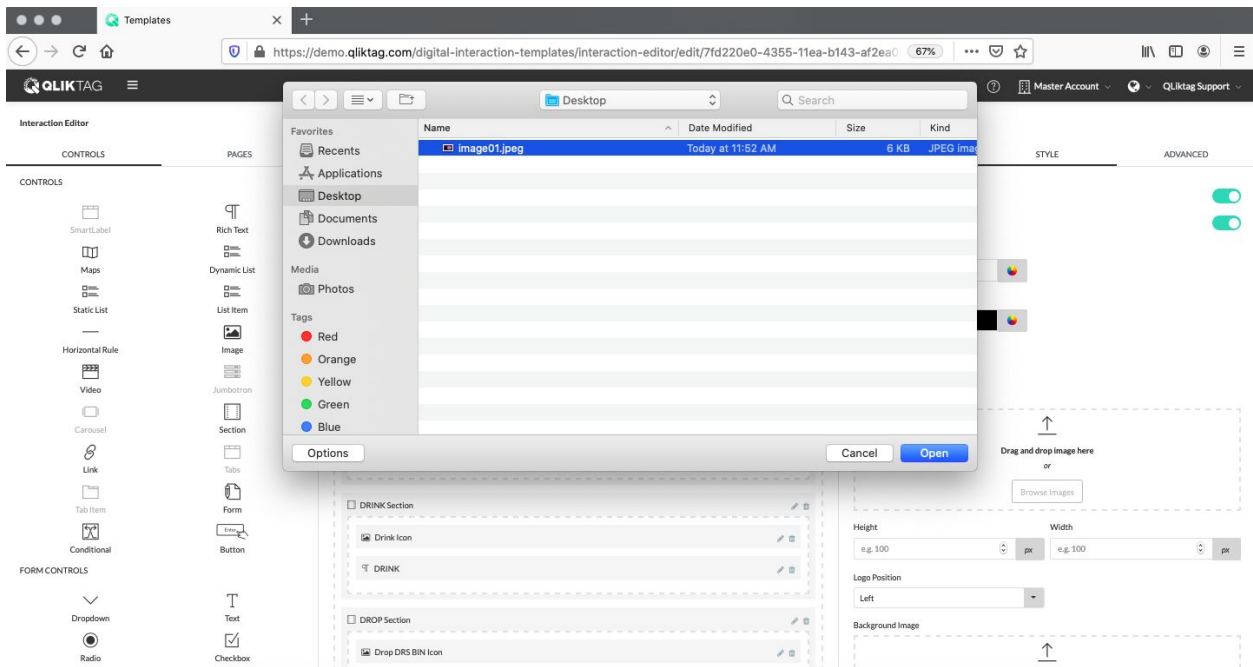 Templates
https://demo.qliktag.com/digital-interaction-templates/interaction-editor/edit/7fd220e0-4355-11ea-b143-af2ea0
67%
QLIKTAG
Master Account
QLiktag Support
Desktop
Search
Interaction Editor
CONTROLS
PAGES
STYLE
ADVANCED
Favorites
Recents
Applications
Desktop
Documents
Downloads
Media
Photos
Tags
Red
Orange
Yellow
Green
Blue
Name
Date Modified
Size
Kind
image01.jpeg
Today at 11:52 AM
6 KB
JPEG imag
Options
Cancel
Open
CONTROLS
SmartLabel
Rich Text
Maps
Dynamic List
Static List
List Item
Horizontal Rule
Image
Video
Jumbotron
Carousel
Section
Link
Tabs
Tab Item
Form
Conditional
Enter
Button
FORM CONTROLS
Dropdown
Text
Radio
Checkbox
DRINK Section
Drink Icon
DRINK
DROP Section
Drop DRS BIN Icon
Drag and drop image here
or
Browse Images
Height
Width
e.g. 100
px
e.g. 100
px
Logo Position
Left
Background Image